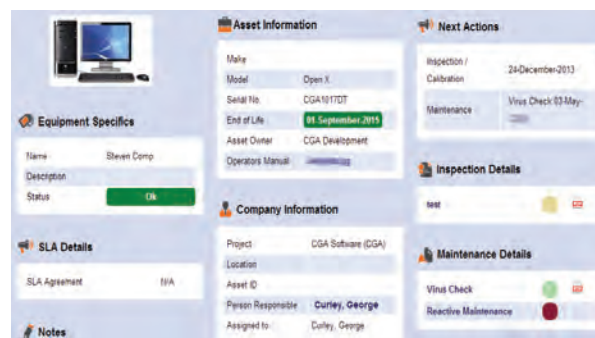 Equipment Specifics
Name Steven Comp
Description
Status Ok
SLA Details
SLA Agreement N/A
Notes
Asset Information
Make
Model Open X
Serial No. CGA1017DT
End of Life 01-September-2015
Asset Owner CGA Development
Operators Manual
Company Information
Project CGA Software (CGA)
Location
Asset ID
Person Responsible Curley, George
Assigned to Curley, George
Next Actions
Inspection /
Calibration 24-December-2013
Maintenance Virus Check 03-May-
Inspection Details
test
Maintenance Details
Virus Check
Reactive Maintenance